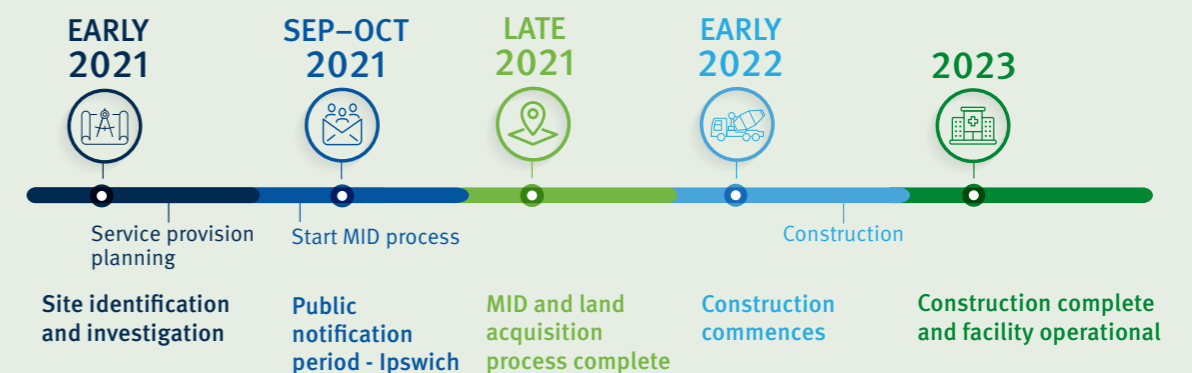 EARLY
2021
SEP–OCT
2021
LATE
2021
EARLY
2022
2023
Service provision
planning
Start MID process
Construction
Site identification
and investigation
Public
notification
period - Ipswich
MID and land
acquisition
process complete
Construction
commences
Construction complete
and facility operational